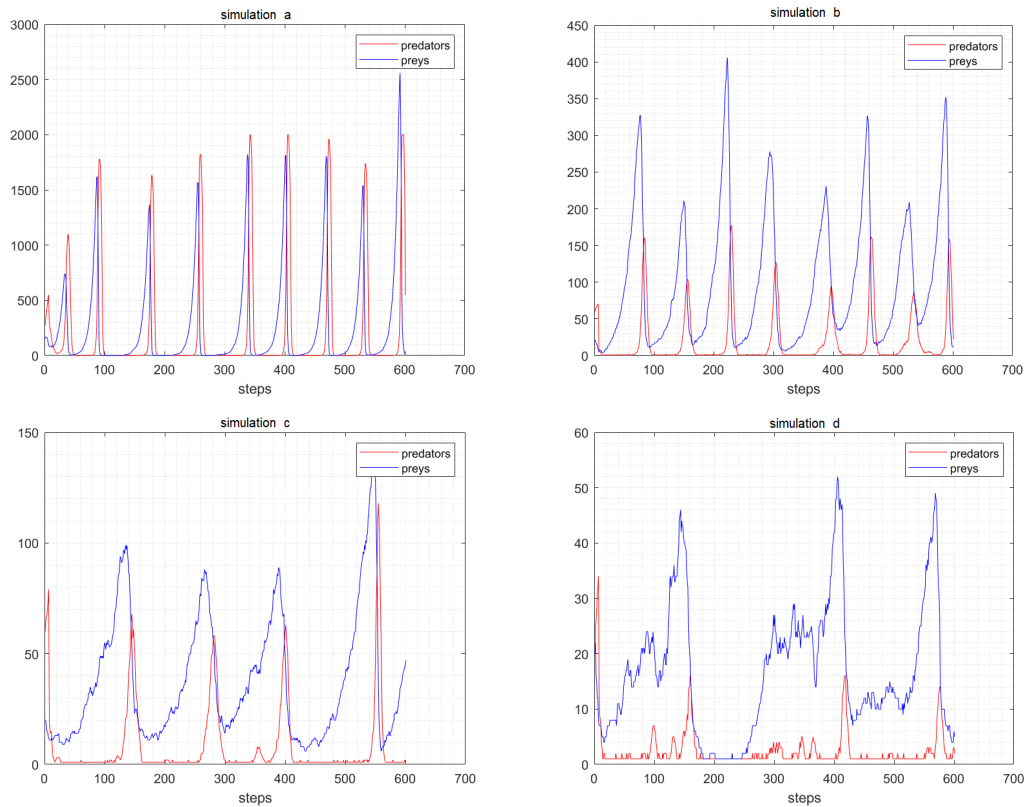 simulation a
3000
2500
2000
1500
1000
500
0
0 100 200 300 400 500 600 700
steps
predators
preys
simulation b
450
400
350
300
250
200
150
100
50
0
0 100 200 300 400 500 600 700
steps
predators
preys
simulation c
150
100
50
0
0 100 200 300 400 500 600 700
steps
predators
preys
simulation d
60
50
40
30
20
10
0
0 100 200 300 400 500 600 700
steps
predators
preys